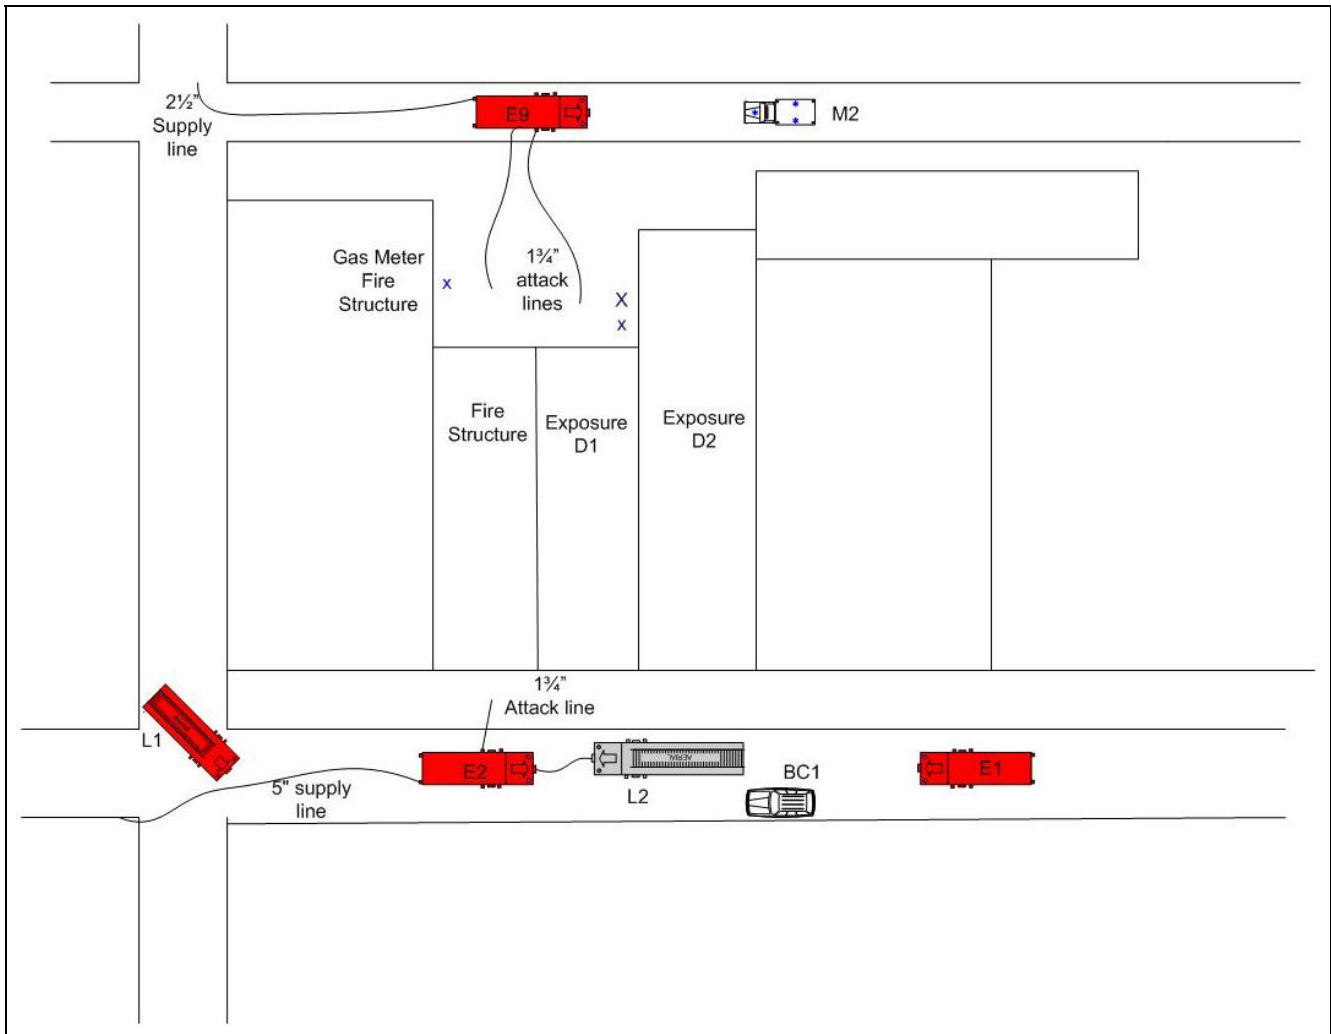 2½"
Supply
line
E9
M2
Gas Meter
Fire
Structure
x
1¾"
attack
lines
X
x
Fire
Structure
Exposure
D1
Exposure
D2
1¾"
Attack line
L1
E2
AERIAL
L2
BC1
E1
5" supply
line